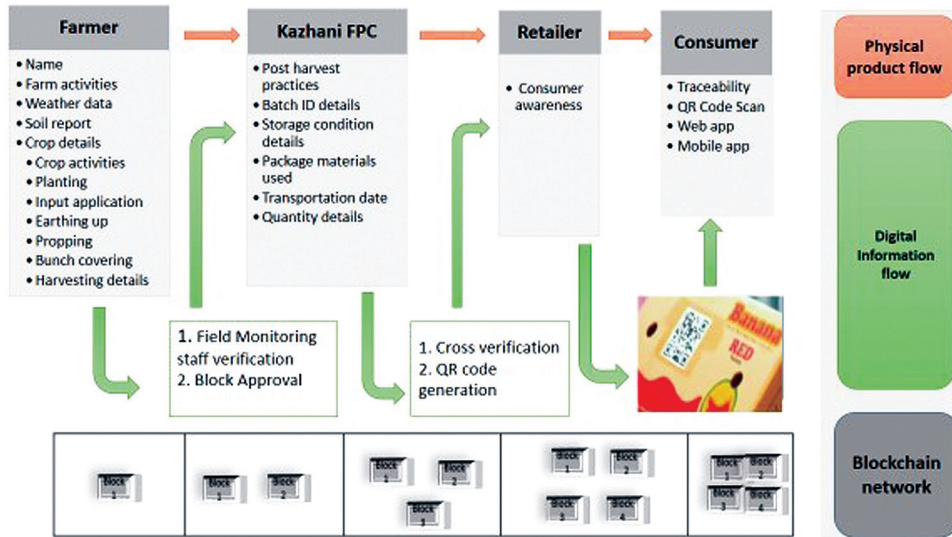 Farmer
• Name
• Farm activities
• Weather data
• Soil report
• Crop details
• Crop activities
• Planting
• Input application
• Earthing up
• Propping
• Bunch covering
• Harvesting details
Kazhani FPC
• Post harvest
practices
• Batch ID details
• Storage condition
details
• Package materials
used
• Transportation date
• Quantity details
Retailer
• Consumer
awareness
Consumer
• Traceability
• QR Code Scan
• Web app
• Mobile app
Physical
product flow
Digital
Information
flow
Blockchain
network
1. Field Monitoring
staff verification
2. Block Approval
1. Cross verification
2. QR code
generation
Banana
RED
Block
1
Block
1
Block
2
Block
1
Block
2
Block
3
Block
1
Block
2
Block
3
Block
4
Block
1
Block
2
Block
3
Block
4